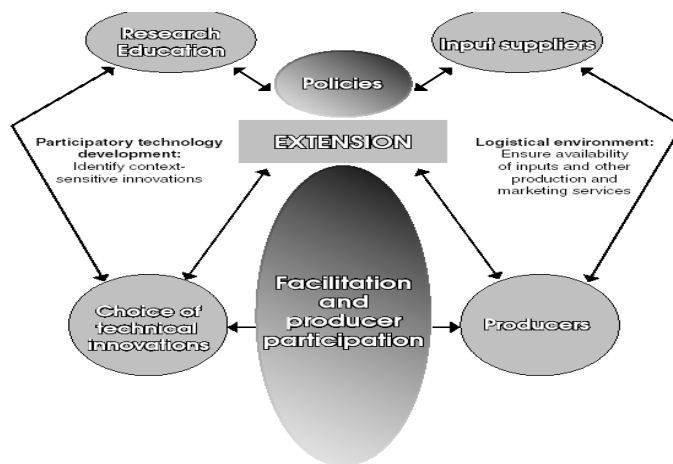 Research
Education
Input suppliers
Policies
EXTENSION
Participatory technology
development:
Identify context-
sensitive innovations
Logistical environment:
Ensure availability
of inputs and other
production and
marketing services
Facilitation
and
producer
participation
Choice of
technical
innovations
Producers